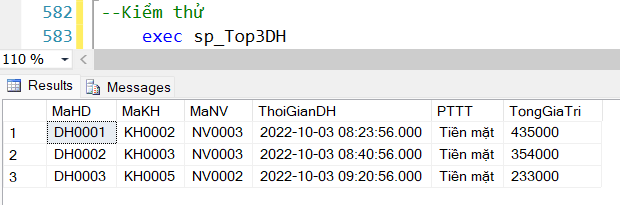 582 --Kiểm thử
583 exec sp_Top3DH
110 %
Results Messages
MaHD MaKH MaNV ThoiGianDH PTTT TongGiaTri
1 DH0001 KH0002 NV0003 2022-10-03 08:23:56.000 Tiền mặt 435000
2 DH0002 KH0003 NV0003 2022-10-03 08:40:56.000 Tiền mặt 354000
3 DH0003 KH0005 NV0002 2022-10-03 09:20:56.000 Tiền mặt 233000